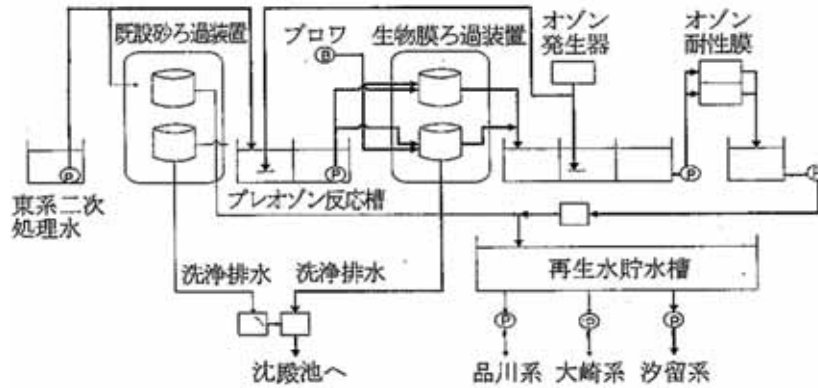 既設砂ろ過装置
ブロワ
生物膜ろ過装置
オゾン
発生器
オゾン
耐性膜
B
P
P
P
P
東系二次
処理水
プレオゾン反応槽
洗浄排水
洗浄排水
再生水貯水槽
P
P
P
沈殿池へ
品川系
大崎系
汐留系